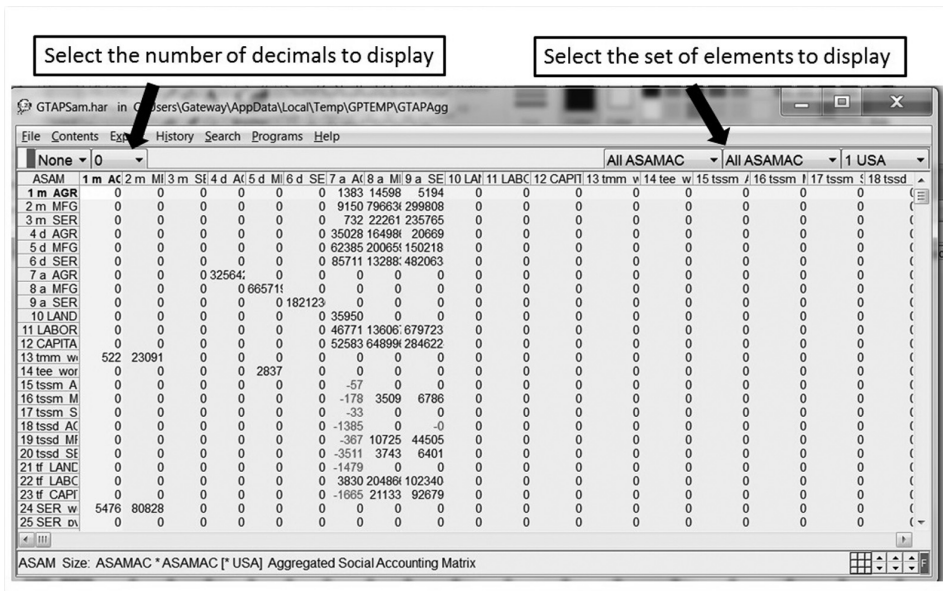 Select the number of decimals to display
Select the set of elements to display
GTAPSam.har in Users\Gateway\AppData\Local\Temp\GPTEMP\GTAPAgg
File Contents History Search Programs Help
None 0 All ASAMAC All ASAMAC 1 USA
ASAM 1 m AC 2 m MI 3 m SE 4 d AC 5 d MI 6 d SE 7 a AC 8 a MI 9 a SE 10 LAN 11 LABC 12 CAPIT 13 tmm w 14 tee w 15 tssm A 16 tssm 17 tssm 18 tssd
1 m AGR 0 0 0 0 0 0 1383 14598 5194 0 0 0 0 0 0 0 0
2 m MFG 0 0 0 0 0 0 9150 796636 299808 0 0 0 0 0 0 0 0
3 m SER 0 0 0 0 0 0 732 22261 235765 0 0 0 0 0 0 0 0
4 d AGR 0 0 0 0 0 0 35028 164986 20669 0 0 0 0 0 0 0 0
5 d MFG 0 0 0 0 0 0 62385 200659 150218 0 0 0 0 0 0 0 0
6 d SER 0 0 0 0 0 0 85711 13288 482063 0 0 0 0 0 0 0 0
7 a AGR 0 0 0 325642 0 0 0 0 0 0 0 0 0 0 0 0 0
8 a MFG 0 0 0 0 665719 0 0 0 0 0 0 0 0 0 0 0 0
9 a SER 0 0 0 0 0 182123 0 0 0 0 0 0 0 0 0 0 0
10 LAND 0 0 0 0 0 0 35950 0 0 0 0 0 0 0 0 0 0
11 LABOR 0 0 0 0 0 0 46771 13606 679723 0 0 0 0 0 0 0 0
12 CAPITA 0 0 0 0 0 0 52583 648996 284622 0 0 0 0 0 0 0 0
13 tmm w 522 23091 0 0 0 0 0 0 0 0 0 0 0 0 0 0 0
14 tee wor 0 0 0 0 2837 0 0 0 0 0 0 0 0 0 0 0 0
15 tssm A 0 0 0 0 0 0 -57 0 0 0 0 0 0 0 0 0 0
16 tssm M 0 0 0 0 0 0 -178 3509 6786 0 0 0 0 0 0 0 0
17 tssm S 0 0 0 0 0 0 -33 0 0 0 0 0 0 0 0 0 0
18 tssd AC 0 0 0 0 0 0 -1385 0 -0 0 0 0 0 0 0 0 0
19 tssd MF 0 0 0 0 0 0 -367 10725 44505 0 0 0 0 0 0 0 0
20 tssd SE 0 0 0 0 0 0 -3511 3743 6401 0 0 0 0 0 0 0 0
21 tf LAND 0 0 0 0 0 0 -1479 0 0 0 0 0 0 0 0 0 0
22 tf LABC 0 0 0 0 0 0 3830 204866 102340 0 0 0 0 0 0 0 0
23 tf CAPI 0 0 0 0 0 0 -1665 21133 92679 0 0 0 0 0 0 0 0
24 SER w 5476 80828 0 0 0 0 0 0 0 0 0 0 0 0 0 0 0
25 SER 0 0 0 0 0 0 0 0 0 0 0 0 0 0 0 0 0
ASAM Size: ASAMAC * ASAMAC [* USA] Aggregated Social Accounting Matrix